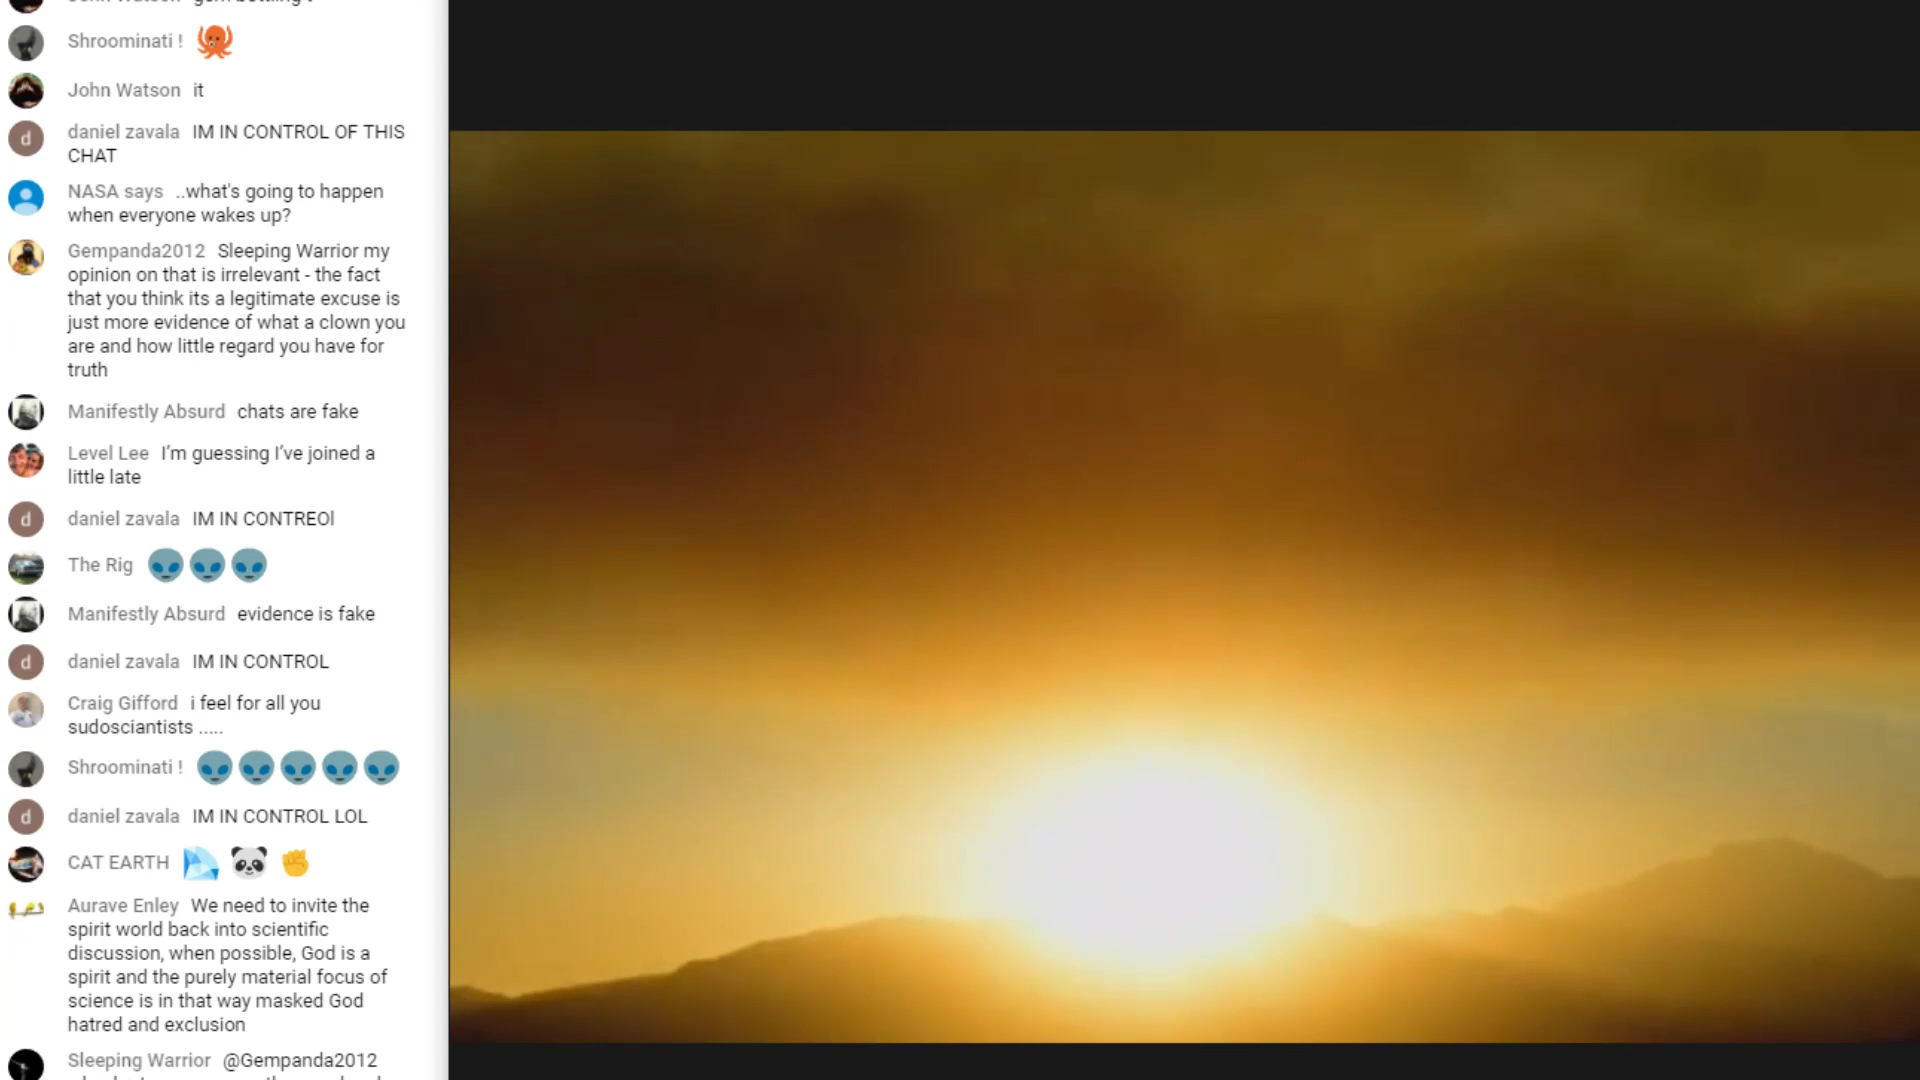 John Watson
Shroominati !
John Watson it
daniel zavala IM IN CONTROL OF THIS
CHAT
NASA says ..what's going to happen
when everyone wakes up?
Gempanda2012 Sleeping Warrior my
opinion on that is irrelevant - the fact
that you think its a legitimate excuse is
just more evidence of what a clown you
are and how little regard you have for
truth
Manifestly Absurd chats are fake
Level Lee I'm guessing I've joined a
little late
d daniel zavala IM IN CONTREOl
The Rig
Manifestly Absurd evidence is fake
d daniel zavala IM IN CONTROL
Craig Gifford i feel for all you
sudosciantists .....
Shroominati !
d daniel zavala IM IN CONTROL LOL
CAT EARTH
Aurave Enley We need to invite the
spirit world back into scientific
discussion, when possible, God is a
spirit and the purely material focus of
science is in that way masked God
hatred and exclusion
Sleeping Warrior @Gempanda2012